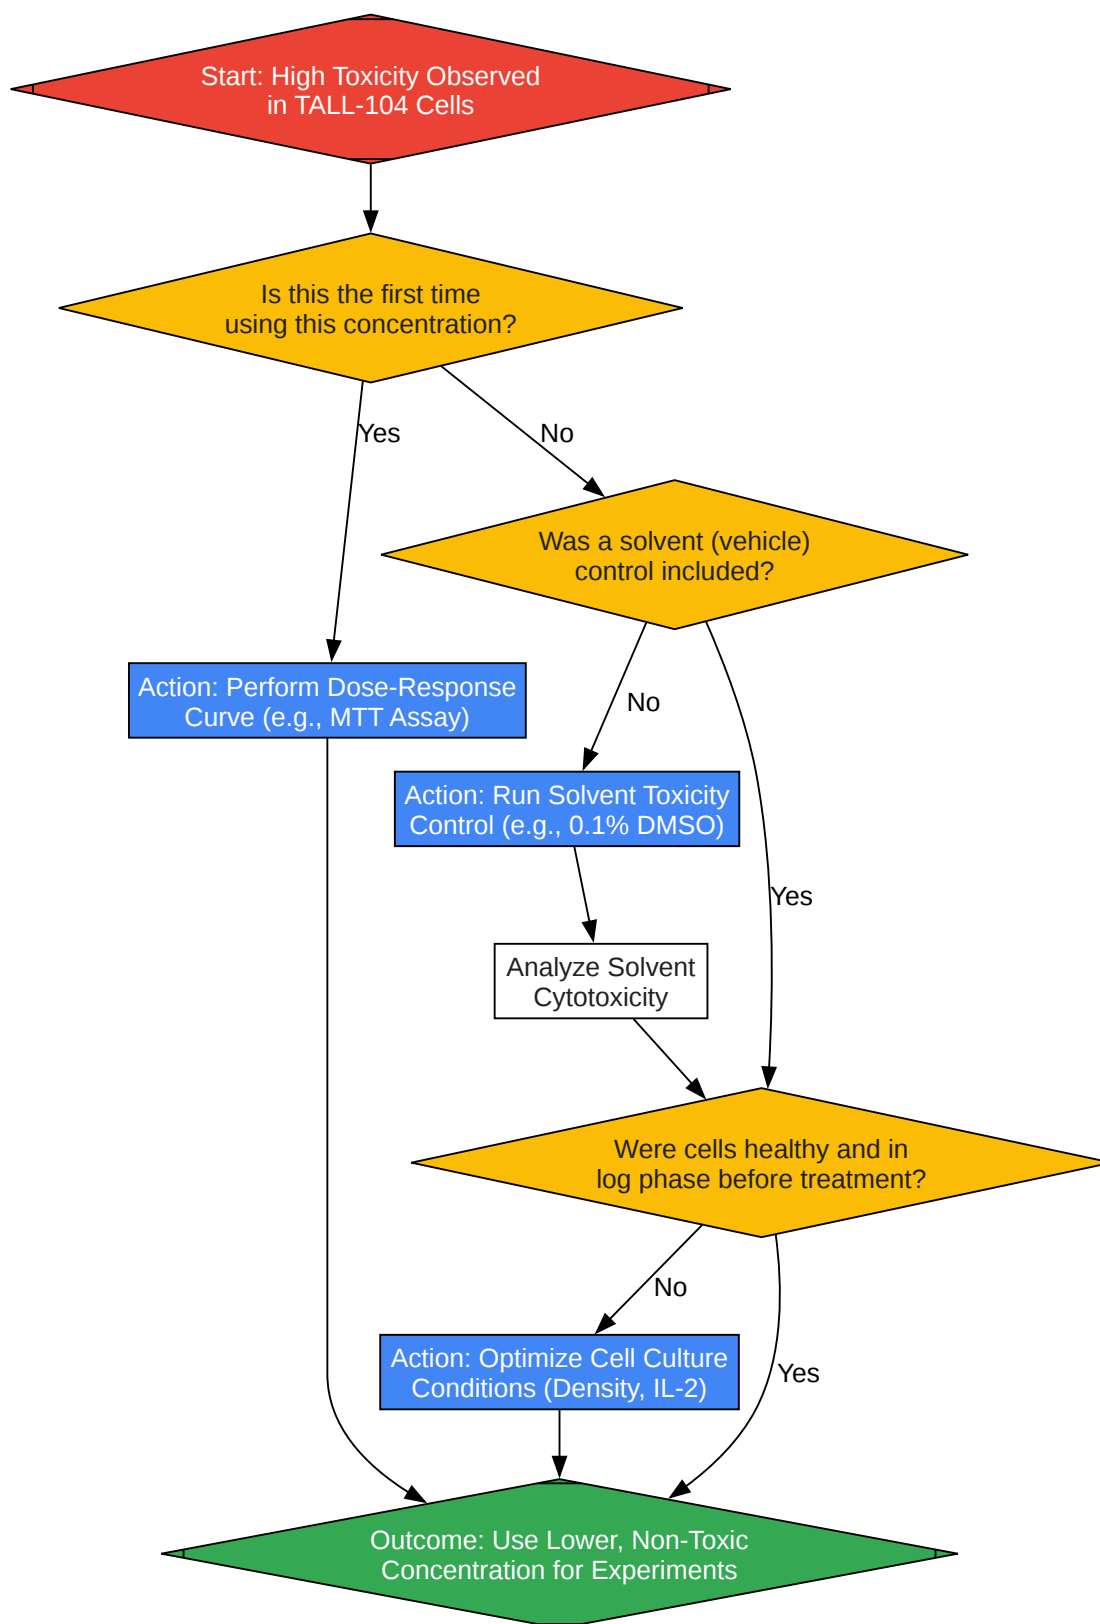 Start: High Toxicity Observed
in TALL-104 Cells
Is this the first time
using this concentration?
Yes
No
Was a solvent (vehicle)
control included?
Action: Perform Dose-Response
Curve (e.g., MTT Assay)
No
Action: Run Solvent Toxicity
Control (e.g., 0.1% DMSO)
Yes
Analyze Solvent
Cytotoxicity
Were cells healthy and in
log phase before treatment?
No
Action: Optimize Cell Culture
Conditions (Density, IL-2)
Yes
Outcome: Use Lower, Non-Toxic
Concentration for Experiments